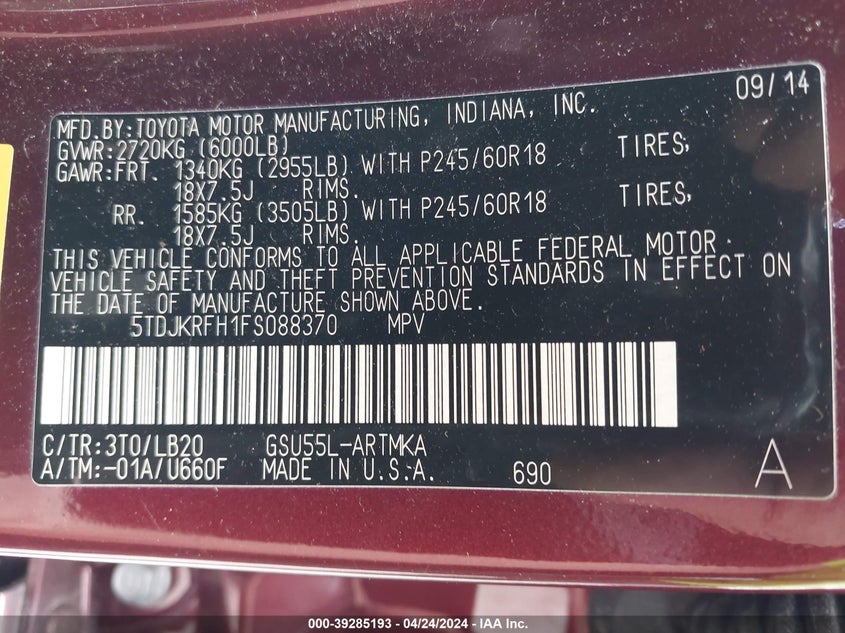 09/14
MFD.BY:TOYOTA MOTOR MANUFACTURING, INDIANA, INC.
GVWR:2720KG (6000LB)
GAWR:FRT. 1340KG (2955LB) WITH P245/60R18 TIRES,
18X7.5J RIMS.
RR. 1585KG (3505LB) WITH P245/60R18 TIRES,
18X7.5J RIMS.
THIS VEHICLE CONFORMS TO ALL APPLICABLE FEDERAL MOTOR
VEHICLE SAFETY AND THEFT PREVENTION STANDARDS IN EFFECT ON
THE DATE OF MANUFACTURE SHOWN ABOVE.
5TDJKRFH1FS088370 MPV
C/TR:3T0/LB20 GSU55L-ARTMKA
A/TM:-01A/U660F MADE IN U.S.A. 690 A
000-39285193 - 04/24/2024 - IAA Inc.